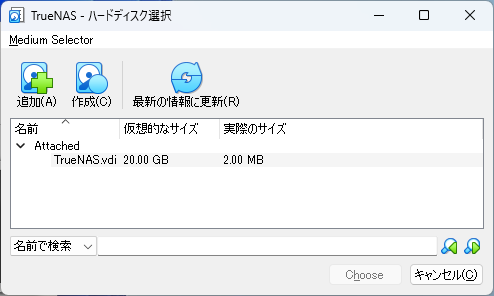 TrueNAS - ハードディスク選択
Medium Selector
追加(A) 作成(C) 最新の情報に更新(R)
名前 仮想的なサイズ 実際のサイズ
Attached
TrueNAS.vdi 20.00 GB 2.00 MB
名前で検索
Choose キャンセル(C)